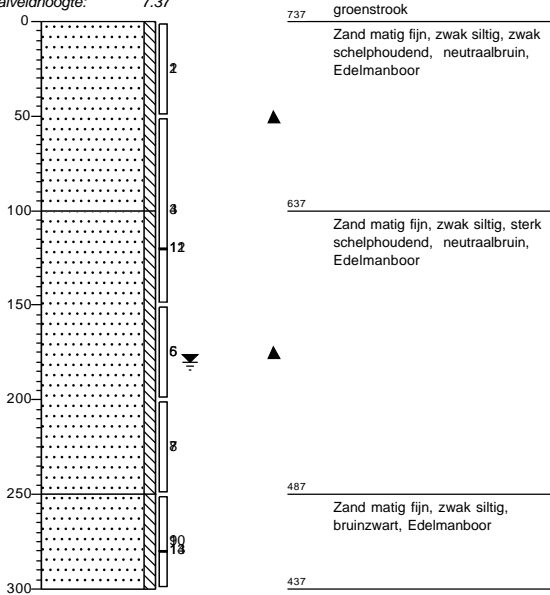 7.37
0
50
100
150
200
250
300
737
groenstrook
Zand matig fijn, zwak siltig, zwak
schelphoudend, neutraalbruin,
Edelmanboor
637
Zand matig fijn, zwak siltig, sterk
schelphoudend, neutraalbruin,
Edelmanboor
487
Zand matig fijn, zwak siltig,
bruinzwart, Edelmanboor
437